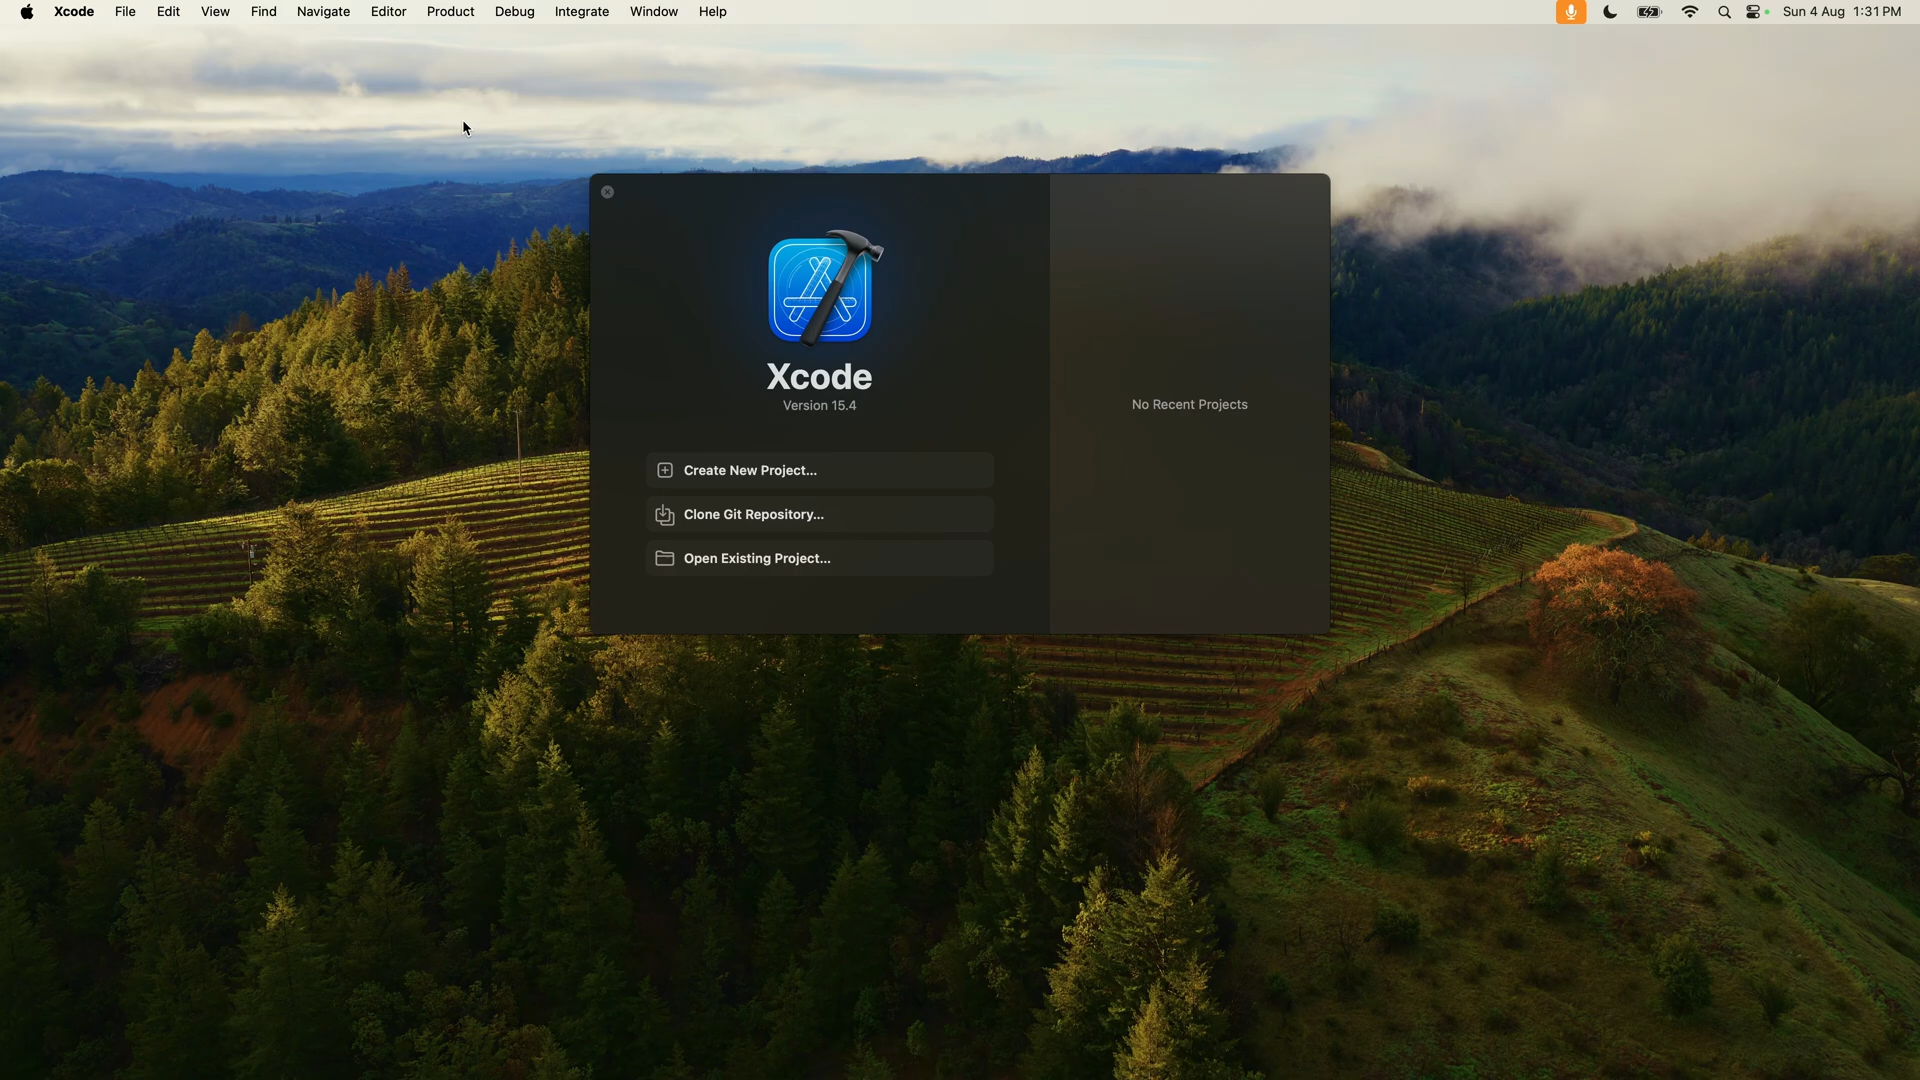 Xcode File Edit View Find Navigate Editor Product Debug Integrate Window Help Sun 4 Aug 1:31 PM
Xcode
Version 15.4
No Recent Projects
Create New Project...
Clone Git Repository...
Open Existing Project...